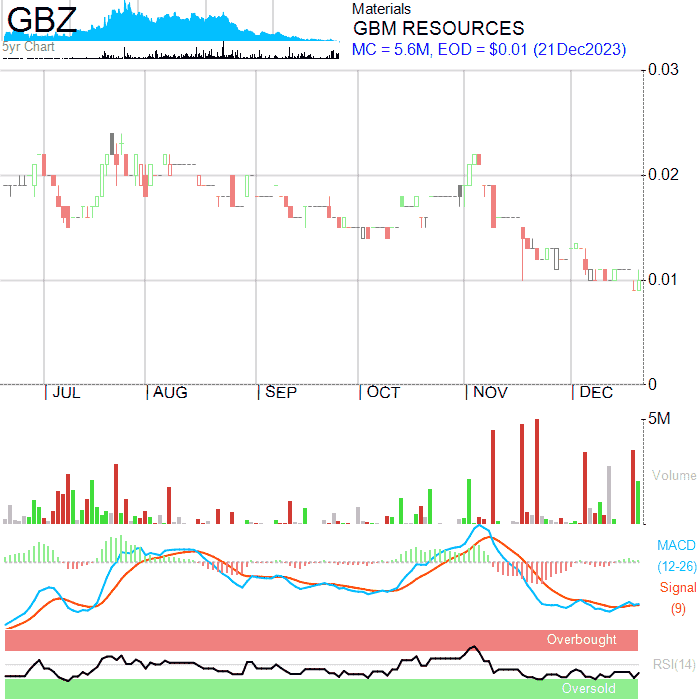 GBZ
5yr Chart
Materials
GBM RESOURCES
MC = 5.6M, EOD = $0.01 (21Dec2023)
0.03
0.02
0.01
0
JUL AUG SEP OCT NOV DEC
5M
Volume
MACD
(12-26)
Signal
(9)
Overbought
RSI(14)
Oversold